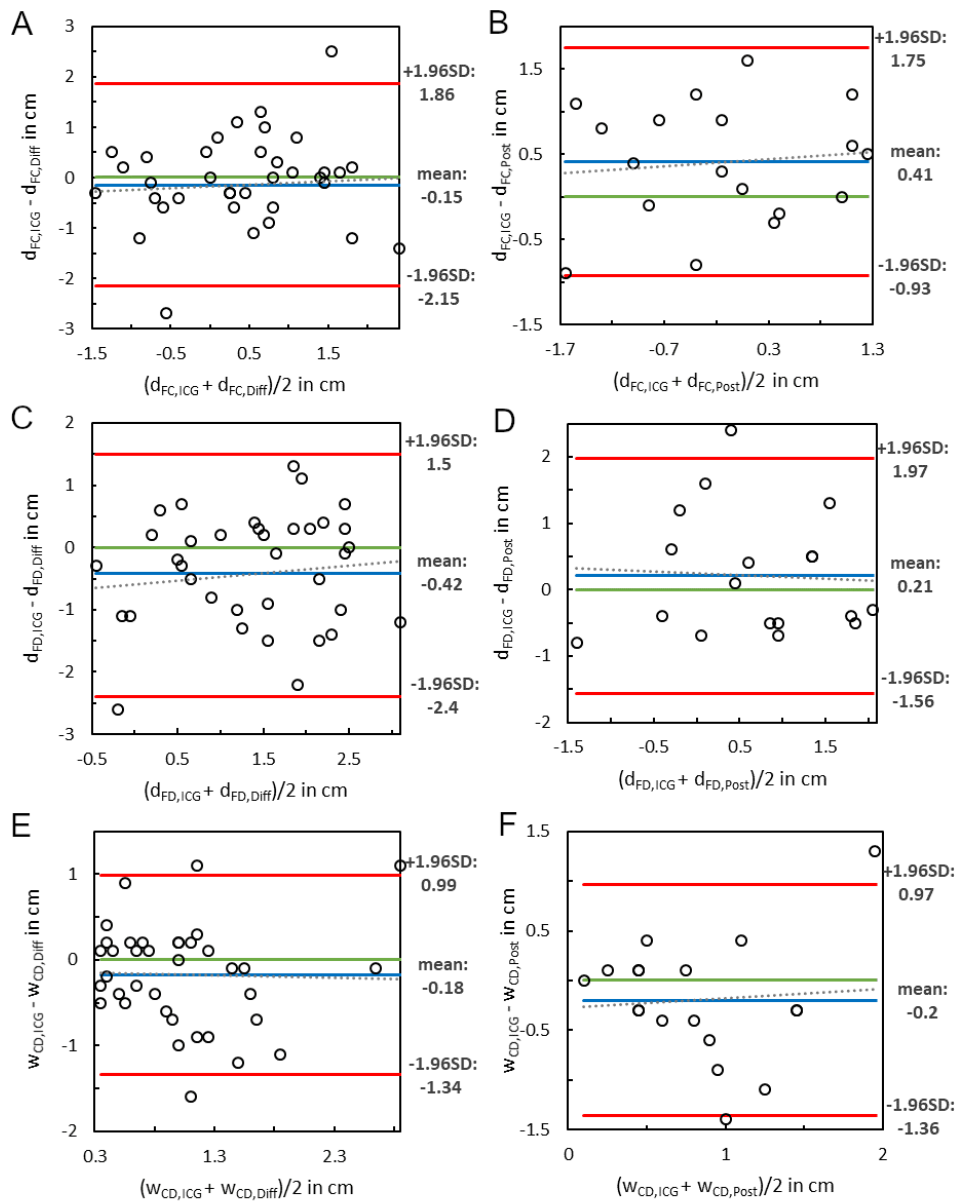 A
d_FC,ICG − d_FC,Diff in cm
3
2
1
0
-1
-2
-3
-1.5
-0.5
0.5
1.5
(d_FC,ICG + d_FC,Diff)/2 in cm
+1.96SD:
1.86
mean:
-0.15
-1.96SD:
-2.15
B
d_FC,ICG − d_FC,Post in cm
1.5
0.5
-0.5
-1.5
-1.7
-0.7
0.3
1.3
(d_FC,ICG + d_FC,Post)/2 in cm
+1.96SD:
1.75
mean:
0.41
-1.96SD:
-0.93
C
d_FD,ICG − d_FD,Diff in cm
2
1
0
-1
-2
-3
-0.5
0.5
1.5
2.5
(d_FD,ICG + d_FD,Diff)/2 in cm
+1.96SD:
1.5
mean:
-0.42
-1.96SD:
-2.4
D
d_FD,ICG − d_FD,Post in cm
2
1
0
-1
-2
-1.5
-0.5
0.5
1.5
(d_FD,ICG + d_FD,Post)/2 in cm
+1.96SD:
1.97
mean:
0.21
-1.96SD:
-1.56
E
w_CD,ICG − w_CD,Diff in cm
1
0
-1
-2
0.3
1.3
2.3
(w_CD,ICG + w_CD,Diff)/2 in cm
+1.96SD:
0.99
mean:
-0.18
-1.96SD:
-1.34
F
w_CD,ICG − w_CD,Post in cm
1.5
0.5
-0.5
-1.5
0
1
2
(w_CD,ICG + w_CD,Post)/2 in cm
+1.96SD:
0.97
mean:
-0.2
-1.96SD:
-1.36